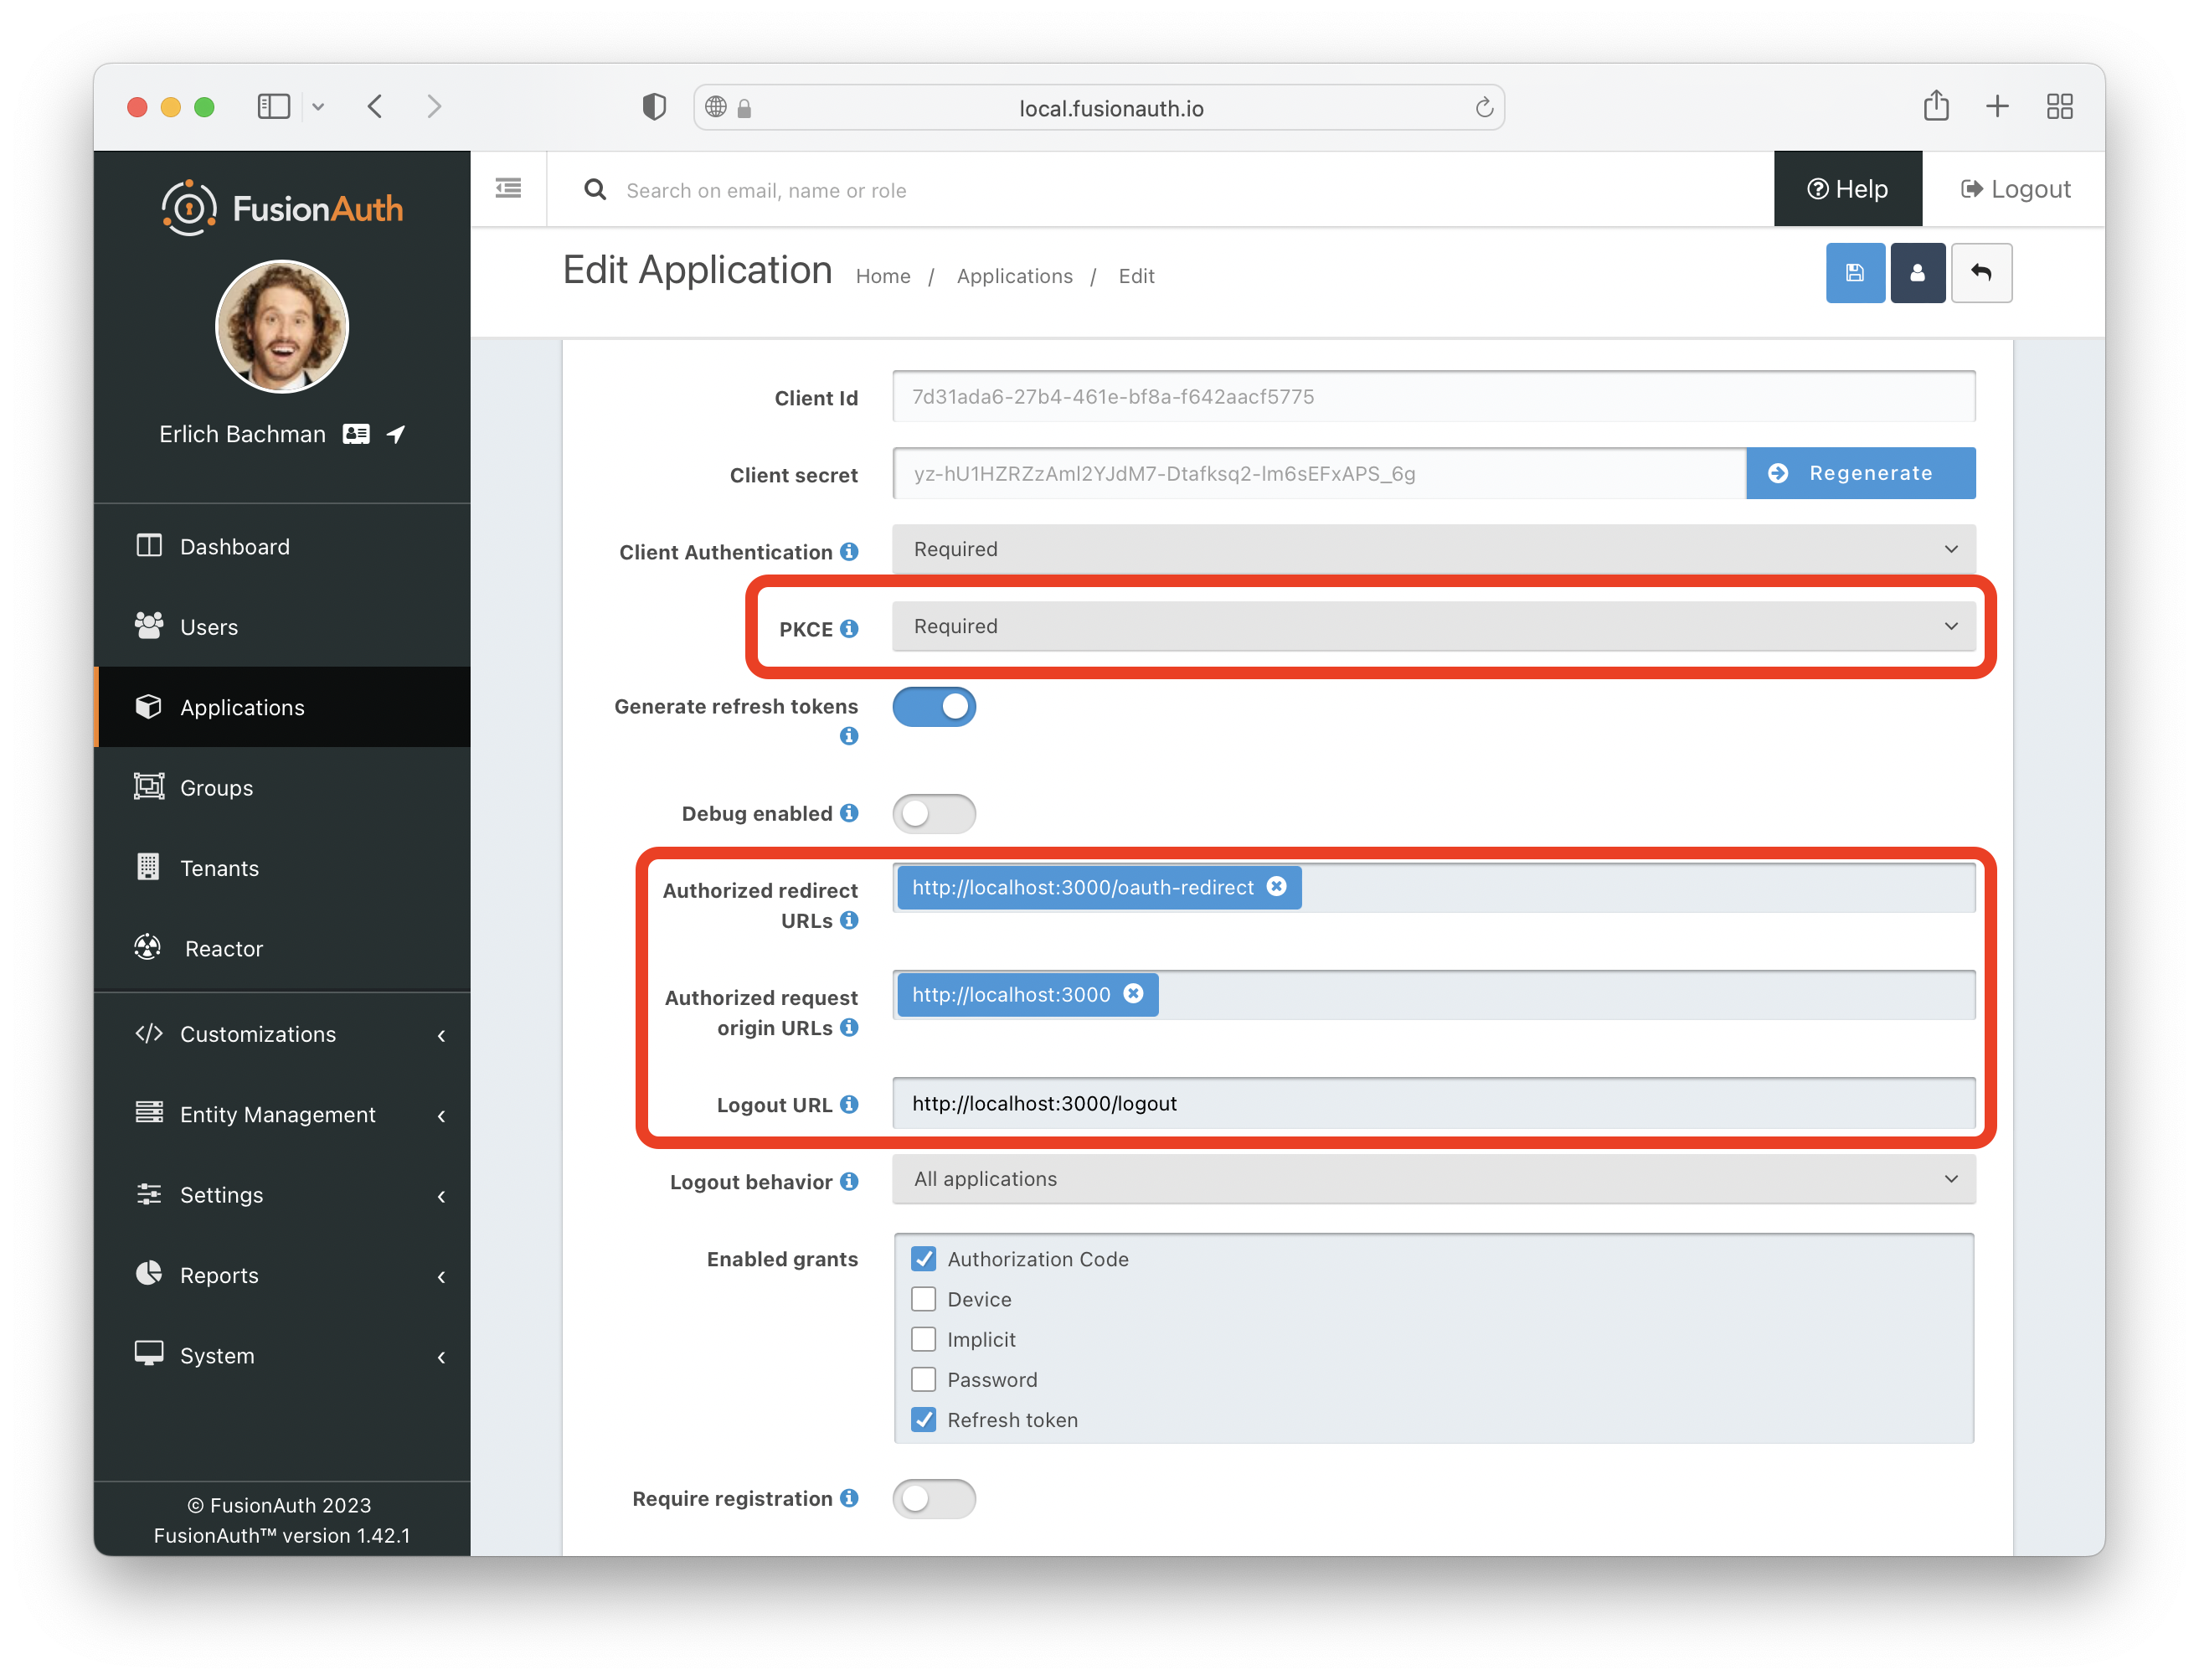 local.fusionauth.io
FusionAuth
Erlich Bachman
Dashboard
Users
Applications
Groups
Tenants
Reactor
Customizations
Entity Management
Settings
Reports
System
© FusionAuth 2023
FusionAuth™ version 1.42.1
Search on email, name or role
Help
Logout
Edit Application
Home / Applications / Edit
Client Id
7d31ada6-27b4-461e-bf8a-f642aacf5775
Client secret
yz-hU1HZRZzAml2YJdM7-Dtafksq2-lm6sEFxAPS_6g
Regenerate
Client Authentication
Required
PKCE
Required
Generate refresh tokens
Debug enabled
Authorized redirect
URLs
http://localhost:3000/oauth-redirect
Authorized request
origin URLs
http://localhost:3000
Logout URL
http://localhost:3000/logout
Logout behavior
All applications
Enabled grants
Authorization Code
Device
Implicit
Password
Refresh token
Require registration